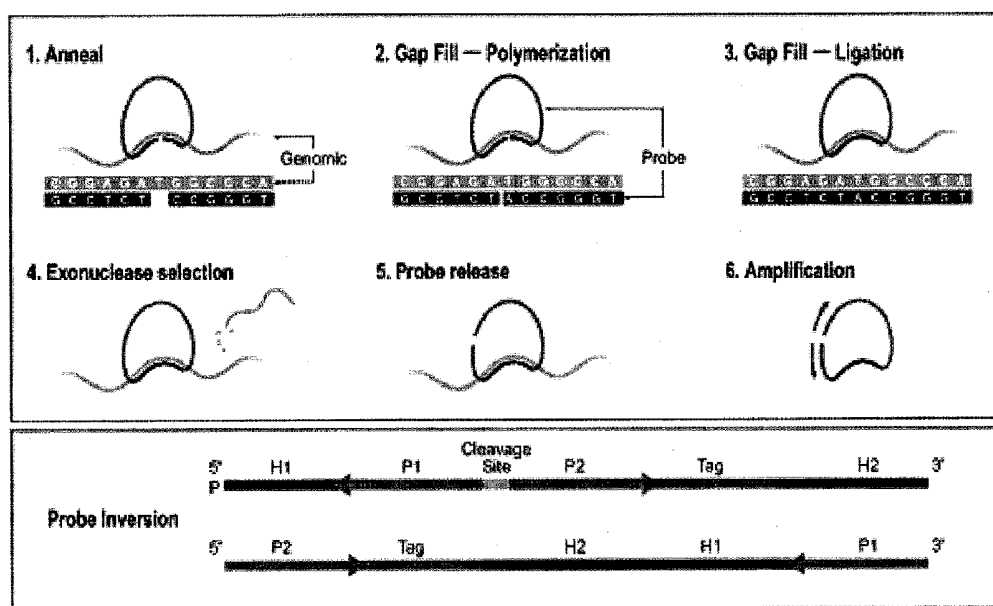 1. Anneal
2. Gap Fill — Polymerization
3. Gap Fill — Ligation
Genomic
Probe
4. Exonuclease selection
5. Probe release
6. Amplification
Cleavage
5' H1 P1 Site P2 Tag H2 3'
P
Probe Inversion
5' P2 Tag H2 H1 P1 3'